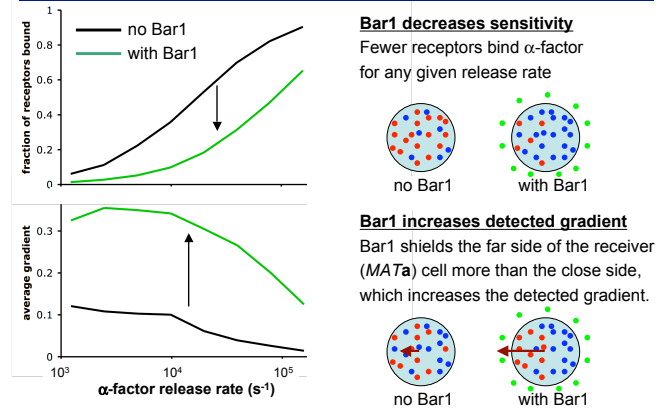 1
0.8
0.6
0.4
0.2
0
fraction of receptors bound
no Bar1
with Bar1
0.3
0.2
0.1
0
average gradient
10³
10⁴
10⁵
α-factor release rate (s⁻¹)
Bar1 decreases sensitivity
Fewer receptors bind α-factor
for any given release rate
no Bar1
with Bar1
Bar1 increases detected gradient
Bar1 shields the far side of the receiver
(MATa) cell more than the close side,
which increases the detected gradient.
no Bar1
with Bar1